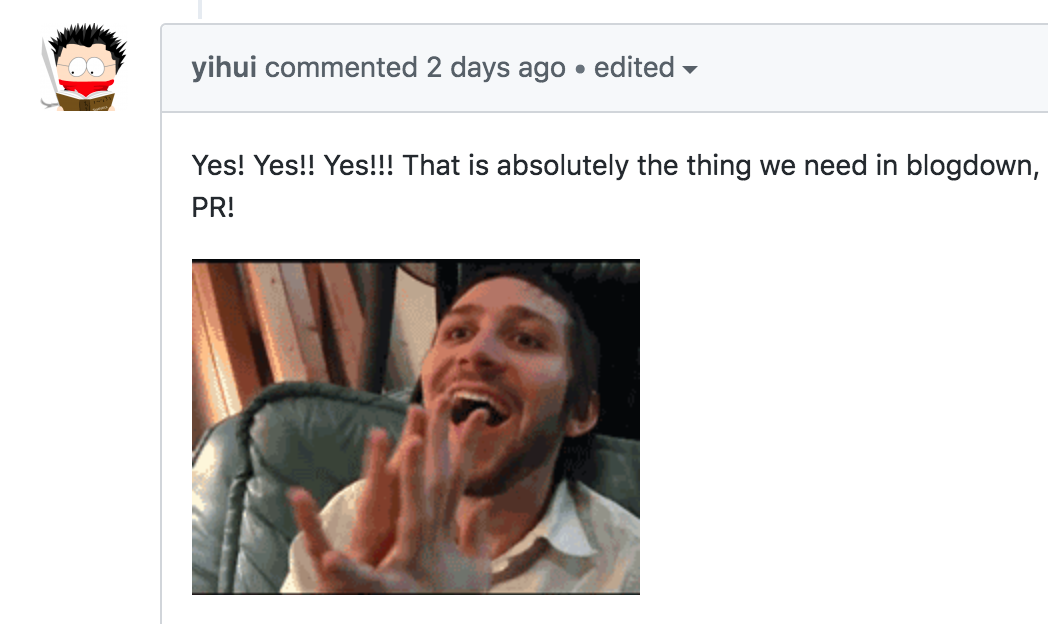 yihui commented 2 days ago • edited
Yes! Yes!! Yes!!! That is absolutely the thing we need in blogdown,
PR!